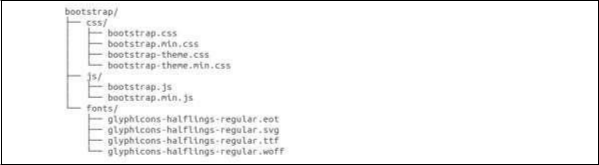 bootstrap/
├── css/
│   ├── bootstrap.css
│   ├── bootstrap.min.css
│   ├── bootstrap-theme.css
│   └── bootstrap-theme.min.css
├── js/
│   ├── bootstrap.js
│   └── bootstrap.min.js
└── fonts/
    ├── glyphicons-halflings-regular.eot
    ├── glyphicons-halflings-regular.svg
    ├── glyphicons-halflings-regular.ttf
    └── glyphicons-halflings-regular.woff